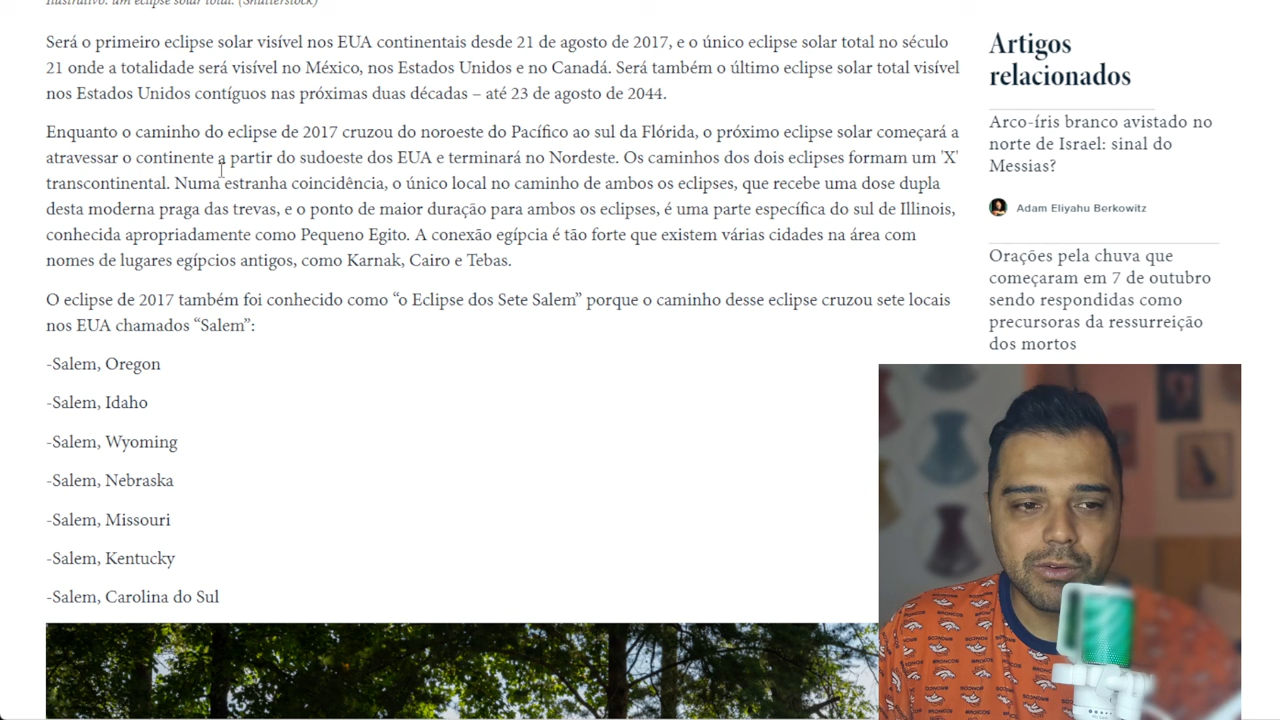 Ilustrativo: um eclipse solar total. (Shutterstock)
Será o primeiro eclipse solar visível nos EUA continentais desde 21 de agosto de 2017, e o único eclipse solar total no século
21 onde a totalidade será visível no México, nos Estados Unidos e no Canadá. Será também o último eclipse solar total visível
nos Estados Unidos contíguos nas próximas duas décadas – até 23 de agosto de 2044.
Enquanto o caminho do eclipse de 2017 cruzou do noroeste do Pacífico ao sul da Flórida, o próximo eclipse solar começará a
atravessar o continente a partir do sudoeste dos EUA e terminará no Nordeste. Os caminhos dos dois eclipses formam um 'X'
transcontinental. Numa estranha coincidência, o único local no caminho de ambos os eclipses, que recebe uma dose dupla
desta moderna praga das trevas, e o ponto de maior duração para ambos os eclipses, é uma parte específica do sul de Illinois,
conhecida apropriadamente como Pequeno Egito. A conexão egípcia é tão forte que existem várias cidades na área com
nomes de lugares egípcios antigos, como Karnak, Cairo e Tebas.
O eclipse de 2017 também foi conhecido como “o Eclipse dos Sete Salem” porque o caminho desse eclipse cruzou sete locais
nos EUA chamados “Salem”:
-Salem, Oregon
-Salem, Idaho
-Salem, Wyoming
-Salem, Nebraska
-Salem, Missouri
-Salem, Kentucky
-Salem, Carolina do Sul
Artigos
relacionados
Arco-íris branco avistado no
norte de Israel: sinal do
Messias?
Adam Eliyahu Berkowitz
Orações pela chuva que
começaram em 7 de outubro
sendo respondidas como
precursoras da ressurreição
dos mortos
BRONCOS